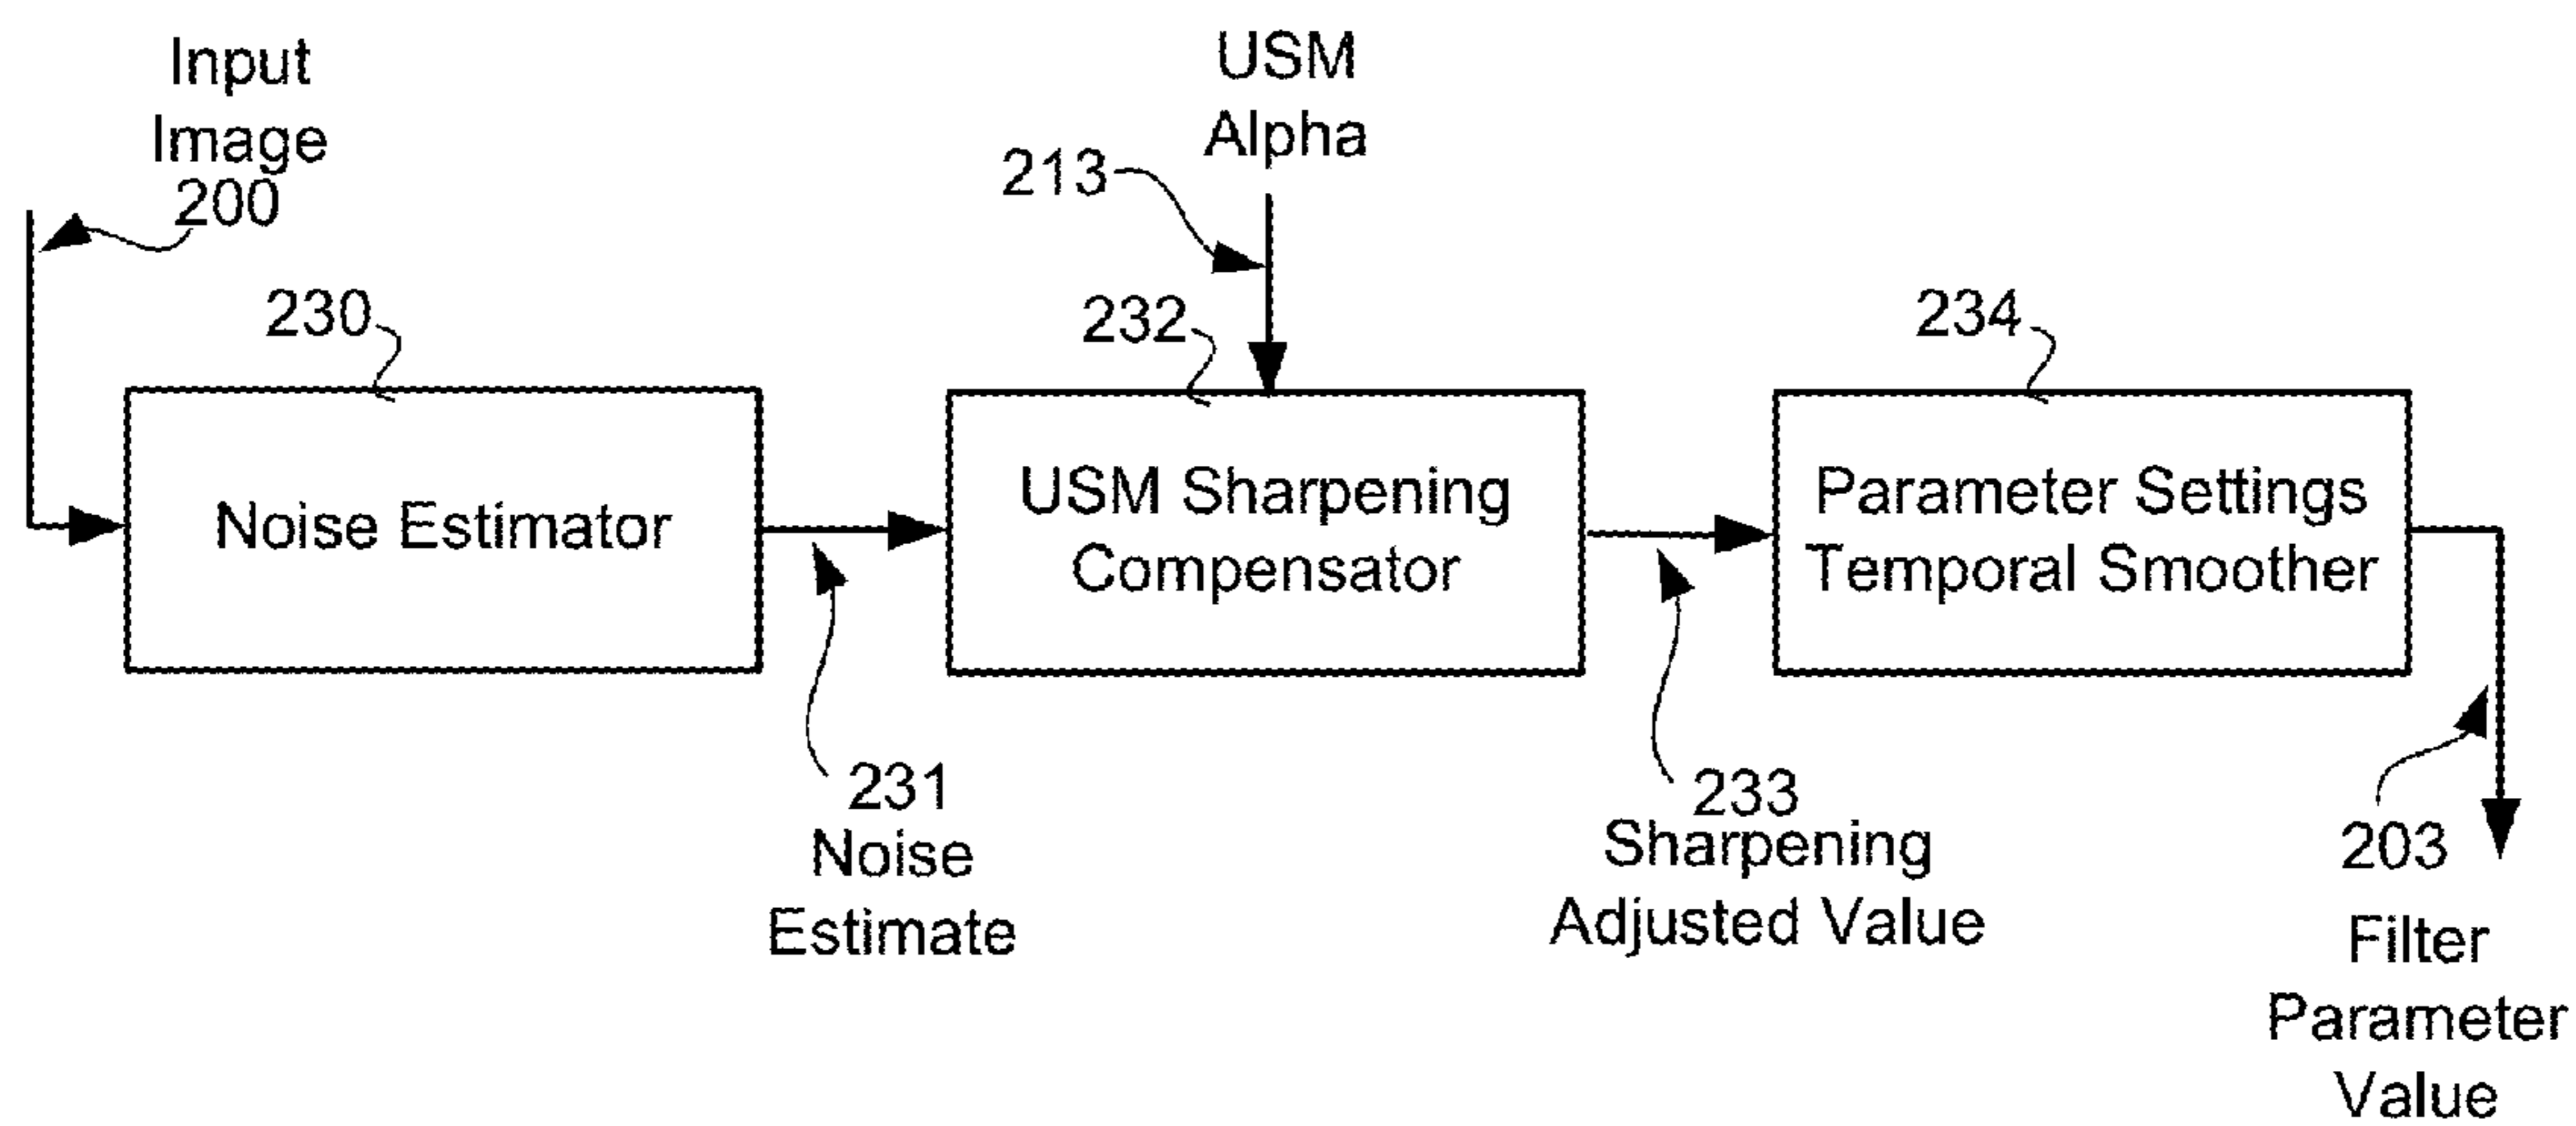 Input
Image
200
USM
Alpha
213
230
232
234
Noise Estimator
USM Sharpening
Compensator
Parameter Settings
Temporal Smoother
231
Noise
Estimate
233
Sharpening
Adjusted Value
203
Filter
Parameter
Value